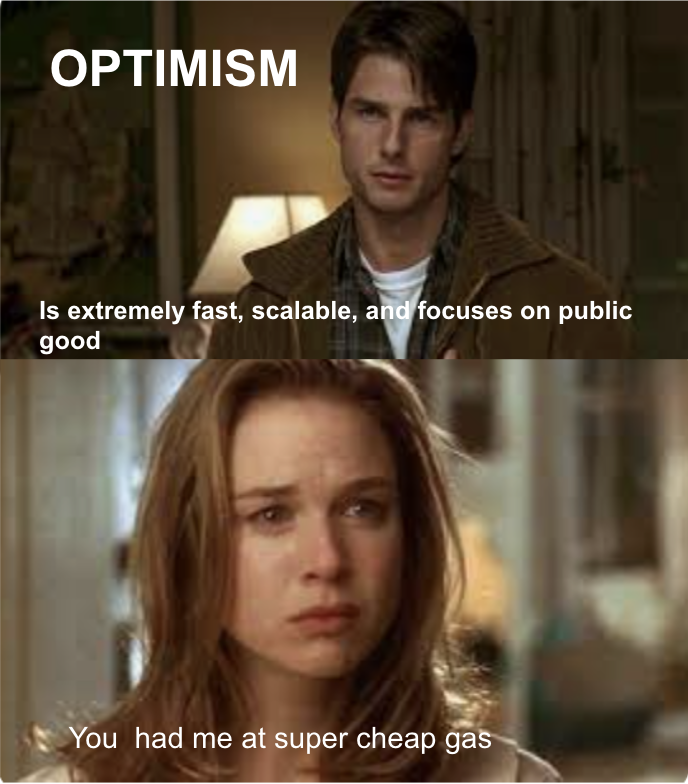 OPTIMISM
Is extremely fast, scalable, and focuses on public
good
You had me at super cheap gas